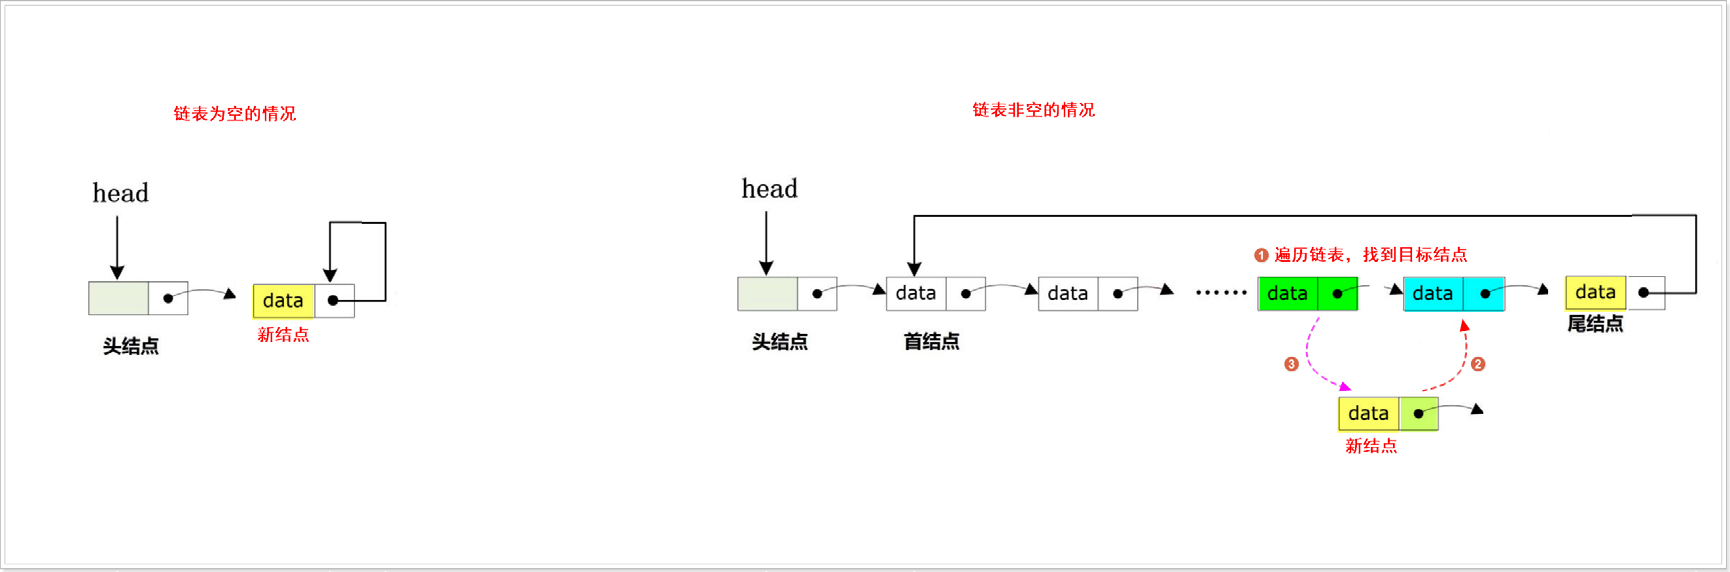 链表为空的情况
head
data
头结点
新结点
链表非空的情况
head
❶ 遍历链表，找到目标结点
data
data
······
data
data
data
头结点
首结点
尾结点
❸
❷
data
新结点